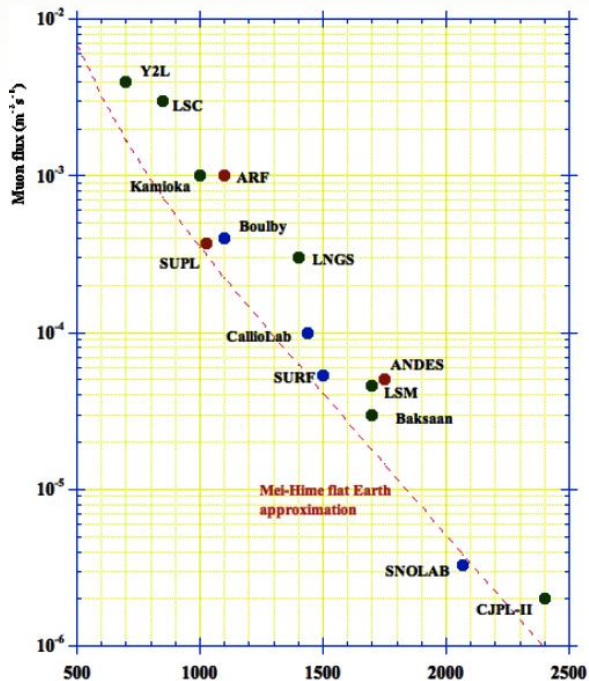 10⁻²
Muon flux (m⁻² s⁻¹)
Y2L
LSC
10⁻³
Kamioka
ARF
Boulby
SUPL
LNGS
10⁻⁴
CallioLab
ANDES
SURF
LSM
Baksaan
10⁻⁵
Mei-Hime flat Earth
approximation
SNOLAB
CJPL-II
10⁻⁶
500 1000 1500 2000 2500